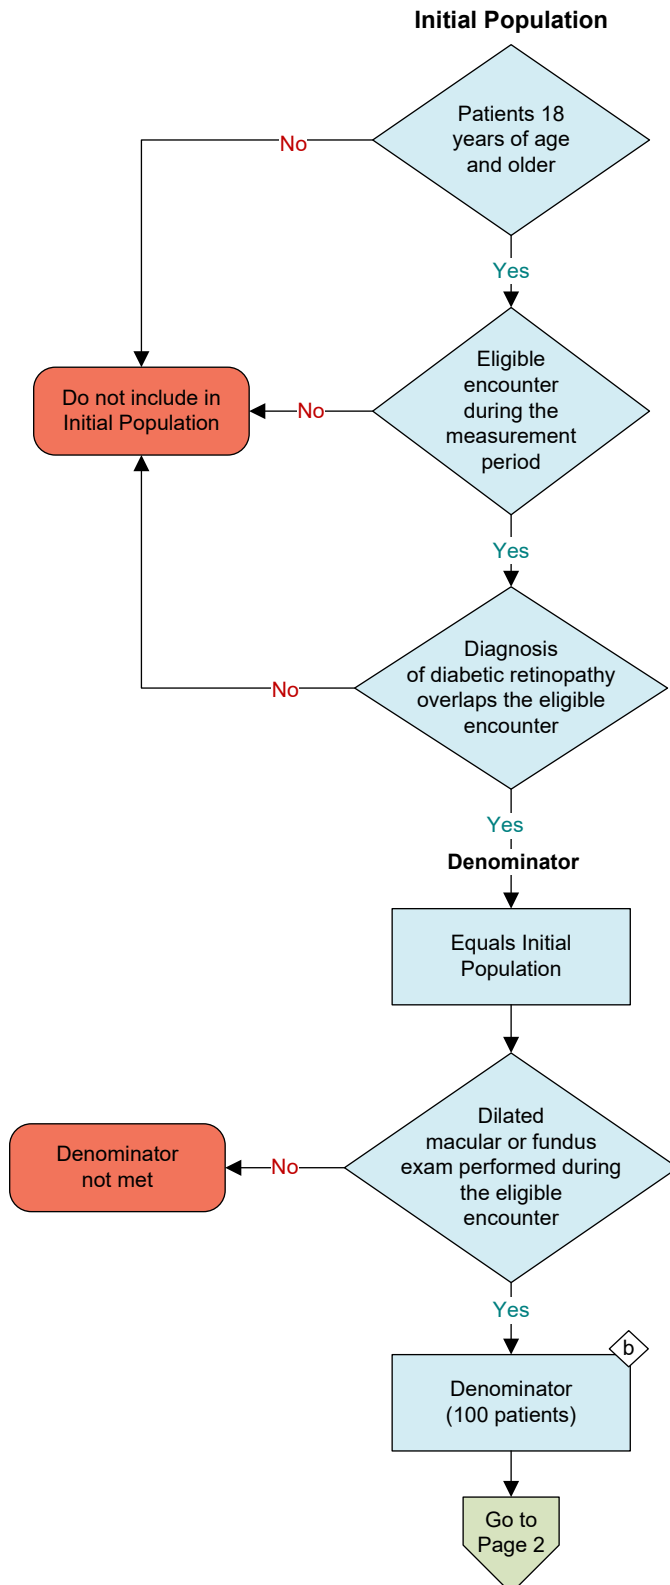 Initial Population
Patients 18
years of age
and older
No
Yes
Eligible
encounter
during the
measurement
period
Do not include in
Initial Population
No
Yes
Diagnosis
of diabetic retinopathy
overlaps the eligible
encounter
No
Yes
Denominator
Equals Initial
Population
Dilated
macular or fundus
exam performed during
the eligible
encounter
Denominator
not met
No
Yes
b
Denominator
(100 patients)
Go to
Page 2